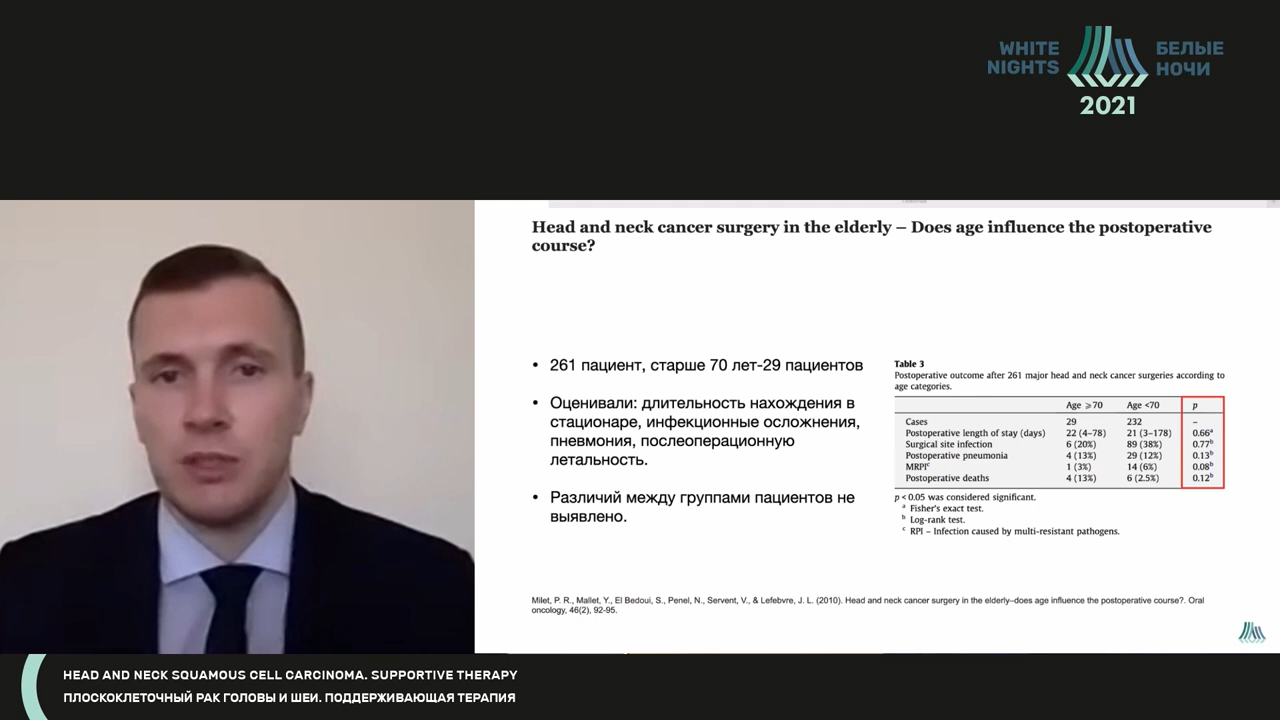 WHITE
NIGHTS
БЕЛЫЕ
НОЧИ
2021
Head and neck cancer surgery in the elderly – Does age influence the postoperative
course?
• 261 пациент, старше 70 лет-29 пациентов
• Оценивали: длительность нахождения в
стационаре, инфекционные осложнения,
пневмония, послеоперационную
летальность.
• Различий между группами пациентов не
выявлено.
Table 3
Postoperative outcome after 261 major head and neck cancer surgeries according to
age categories.
Age ⩾70 Age <70 p
Cases 29 232 –
Postoperative length of stay (days) 22 (4–78) 21 (3–178) 0.66ᵃ
Surgical site infection 6 (20%) 89 (38%) 0.77ᵇ
Postoperative pneumonia 4 (13%) 29 (12%) 0.13ᵇ
MRPIᶜ 1 (3%) 14 (6%) 0.08ᵇ
Postoperative deaths 4 (13%) 6 (2.5%) 0.12ᵇ
p < 0.05 was considered significant.
ᵃ Fisher's exact test.
ᵇ Log-rank test.
ᶜ RPI – Infection caused by multi-resistant pathogens.
Milet, P. R., Mallet, Y., El Bedoui, S., Penel, N., Servent, V., & Lefebvre, J. L. (2010). Head and neck cancer surgery in the elderly–does age influence the postoperative course?. Oral
oncology, 46(2), 92-95.
HEAD AND NECK SQUAMOUS CELL CARCINOMA. SUPPORTIVE THERAPY
ПЛОСКОКЛЕТОЧНЫЙ РАК ГОЛОВЫ И ШЕИ. ПОДДЕРЖИВАЮЩАЯ ТЕРАПИЯ